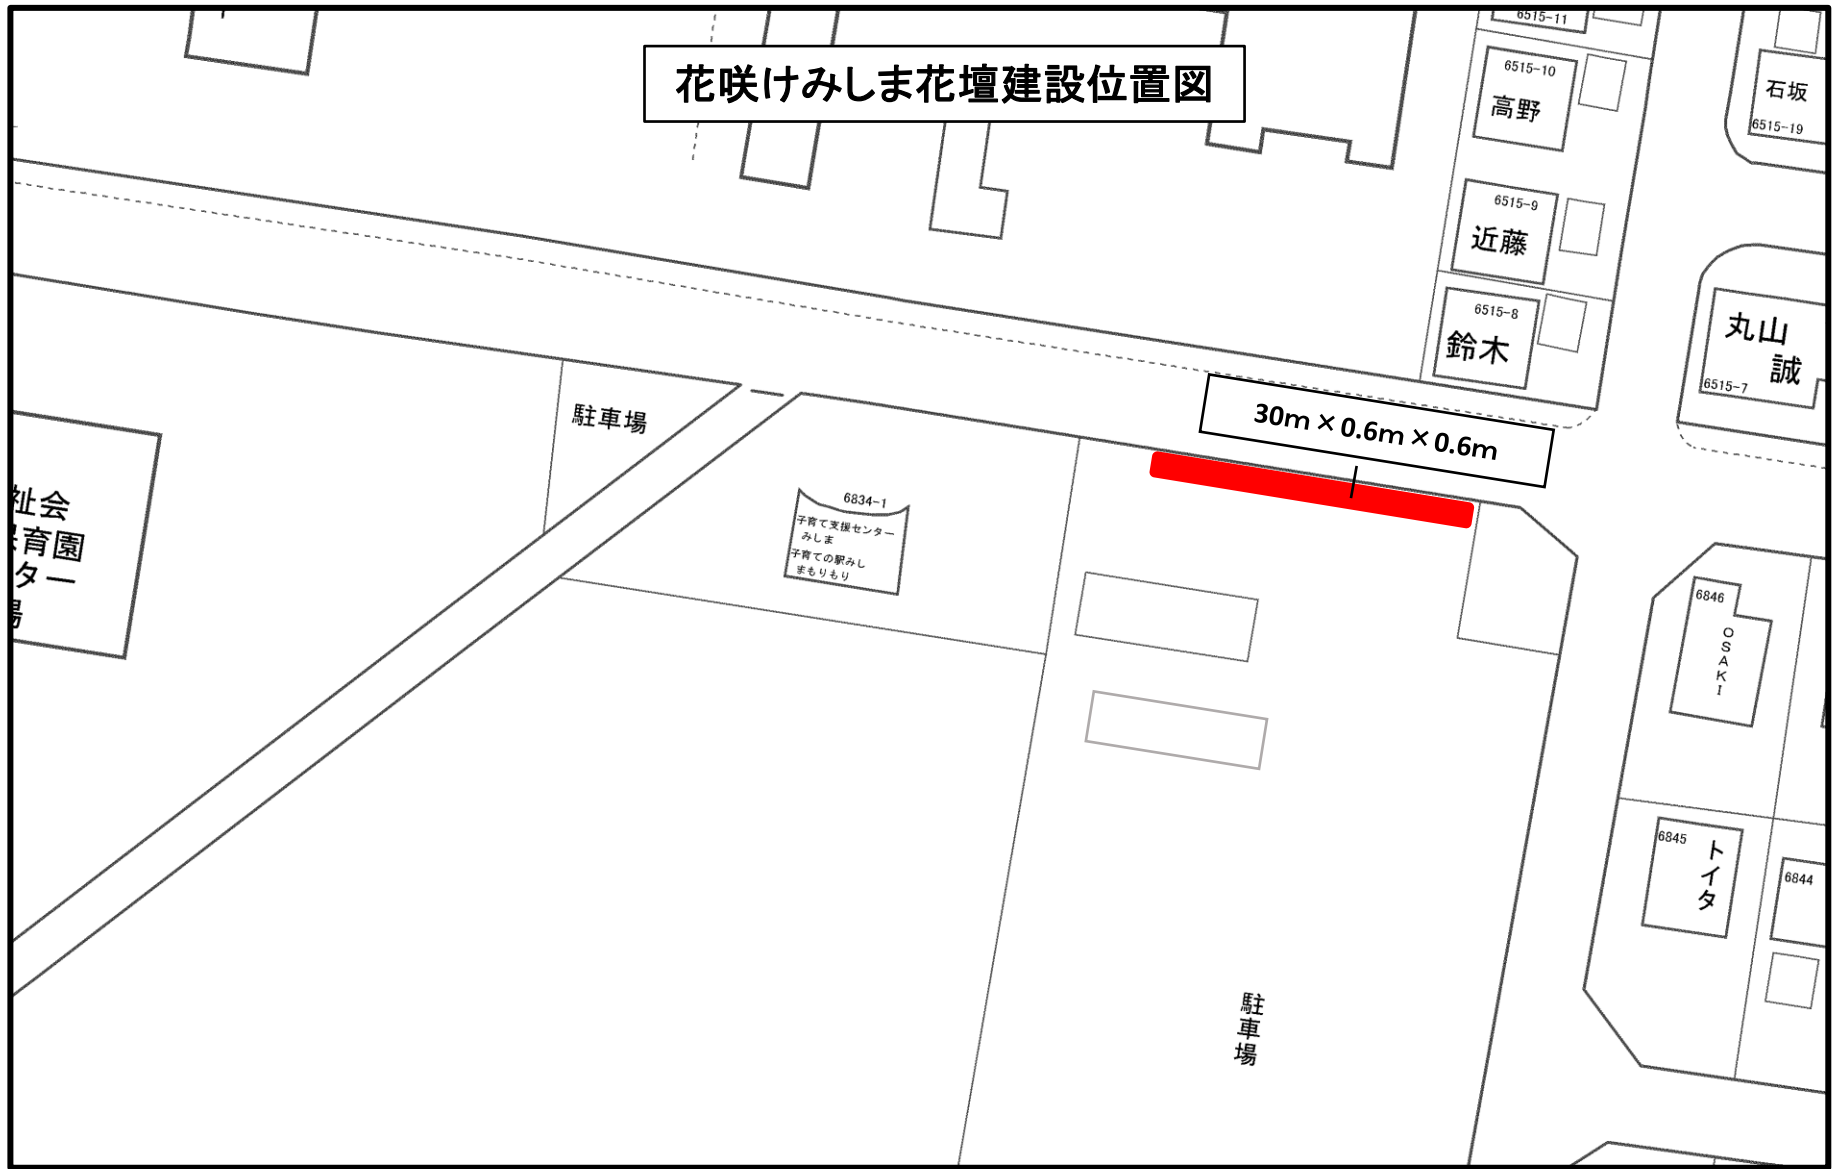 花咲けみしま花壇建設位置図
6515-11
6515-10
高野
石坂
6515-19
6515-9
近藤
6515-8
鈴木
丸山
誠
6515-7
30m×0.6m×0.6m
駐車場
6834-1
子育て支援センター
みしま
子育ての駅みし
まもりもり
祉会
育園
ター
6846
OSAKI
6845
トイタ
6844
駐車場